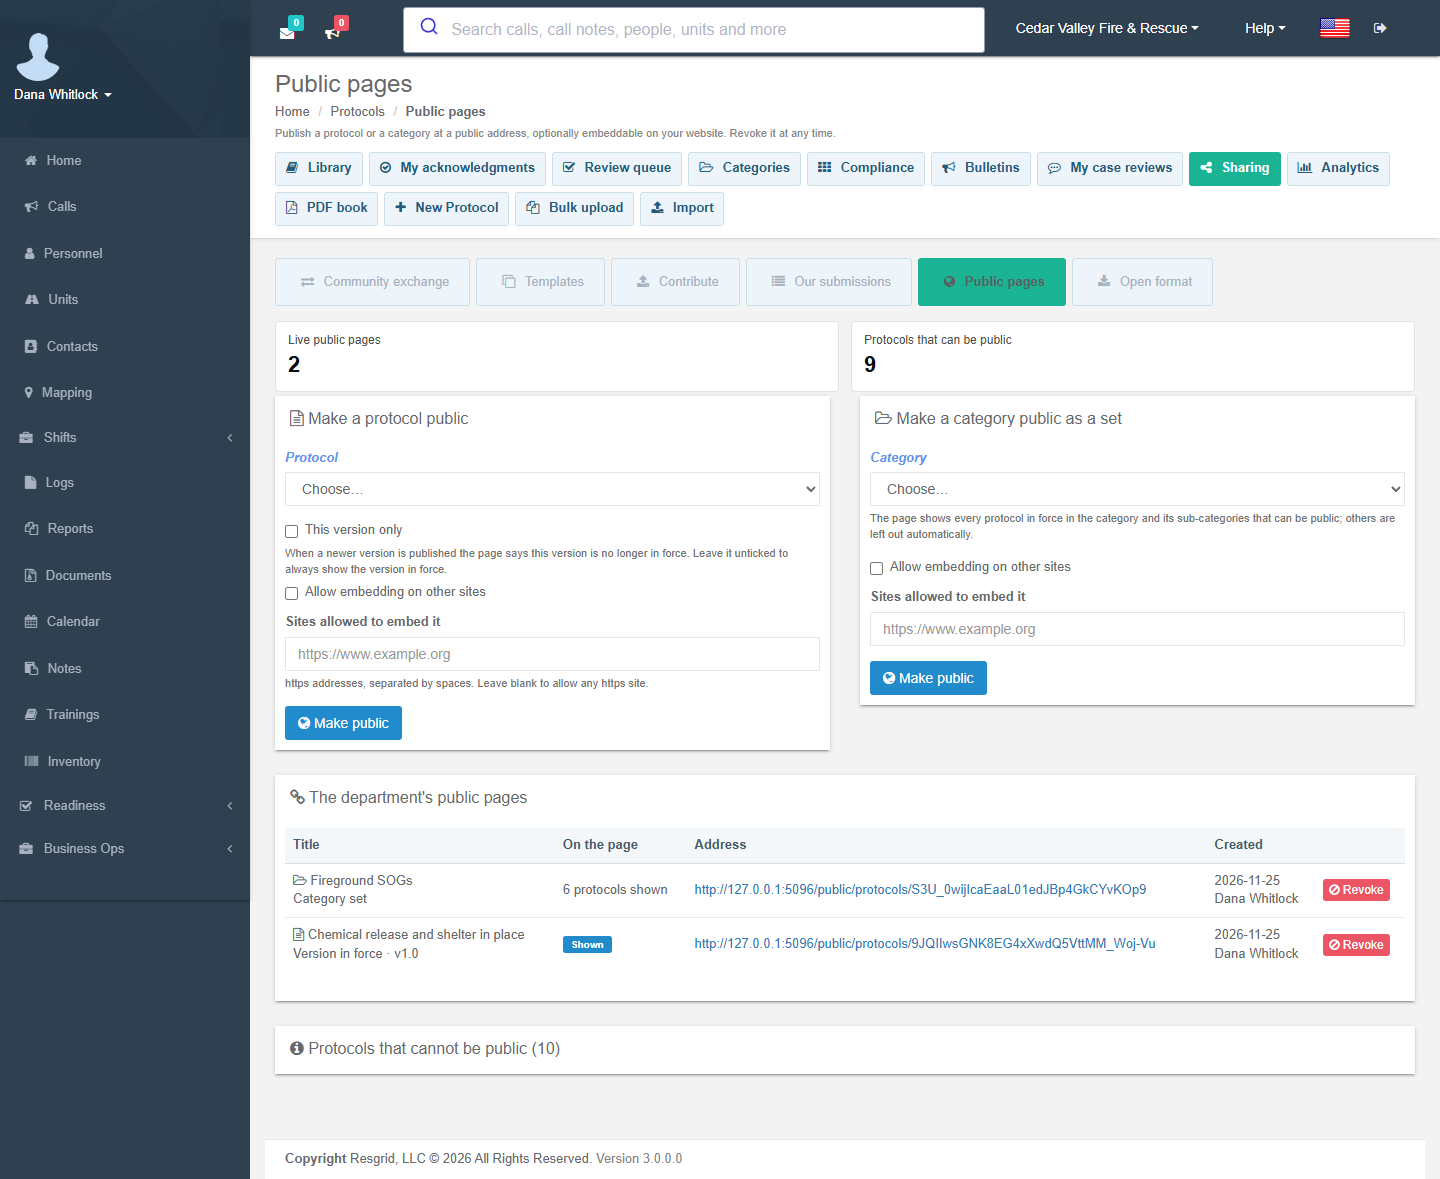 0
0
Search calls, call notes, people, units and more
Cedar Valley Fire & Rescue
Help
Dana Whitlock
Home
Calls
Personnel
Units
Contacts
Mapping
Shifts
Logs
Reports
Documents
Calendar
Notes
Trainings
Inventory
Readiness
Business Ops
Public pages
Home / Protocols / Public pages
Publish a protocol or a category at a public address, optionally embeddable on your website. Revoke it at any time.
Library
My acknowledgments
Review queue
Categories
Compliance
Bulletins
My case reviews
Sharing
Analytics
PDF book
New Protocol
Bulk upload
Import
Community exchange
Templates
Contribute
Our submissions
Public pages
Open format
Live public pages
2
Protocols that can be public
9
Make a protocol public
Protocol
Choose...
This version only
When a newer version is published the page says this version is no longer in force. Leave it unticked to
always show the version in force.
Allow embedding on other sites
Sites allowed to embed it
https://www.example.org
https addresses, separated by spaces. Leave blank to allow any https site.
Make public
Make a category public as a set
Category
Choose...
The page shows every protocol in force in the category and its sub-categories that can be public; others are
left out automatically.
Allow embedding on other sites
Sites allowed to embed it
https://www.example.org
Make public
The department's public pages
Title On the page Address Created
Fireground SOGs
Category set
6 protocols shown
http://127.0.0.1:5096/public/protocols/S3U_0wijIcaEaaL01edJBp4GkCYvKOp9
2026-11-25
Dana Whitlock
Revoke
Chemical release and shelter in place
Version in force · v1.0
Shown
http://127.0.0.1:5096/public/protocols/9JQIIwsGNK8EG4xXwdQ5VttMM_Woj-Vu
2026-11-25
Dana Whitlock
Revoke
Protocols that cannot be public (10)
Copyright Resgrid, LLC © 2026 All Rights Reserved. Version 3.0.0.0